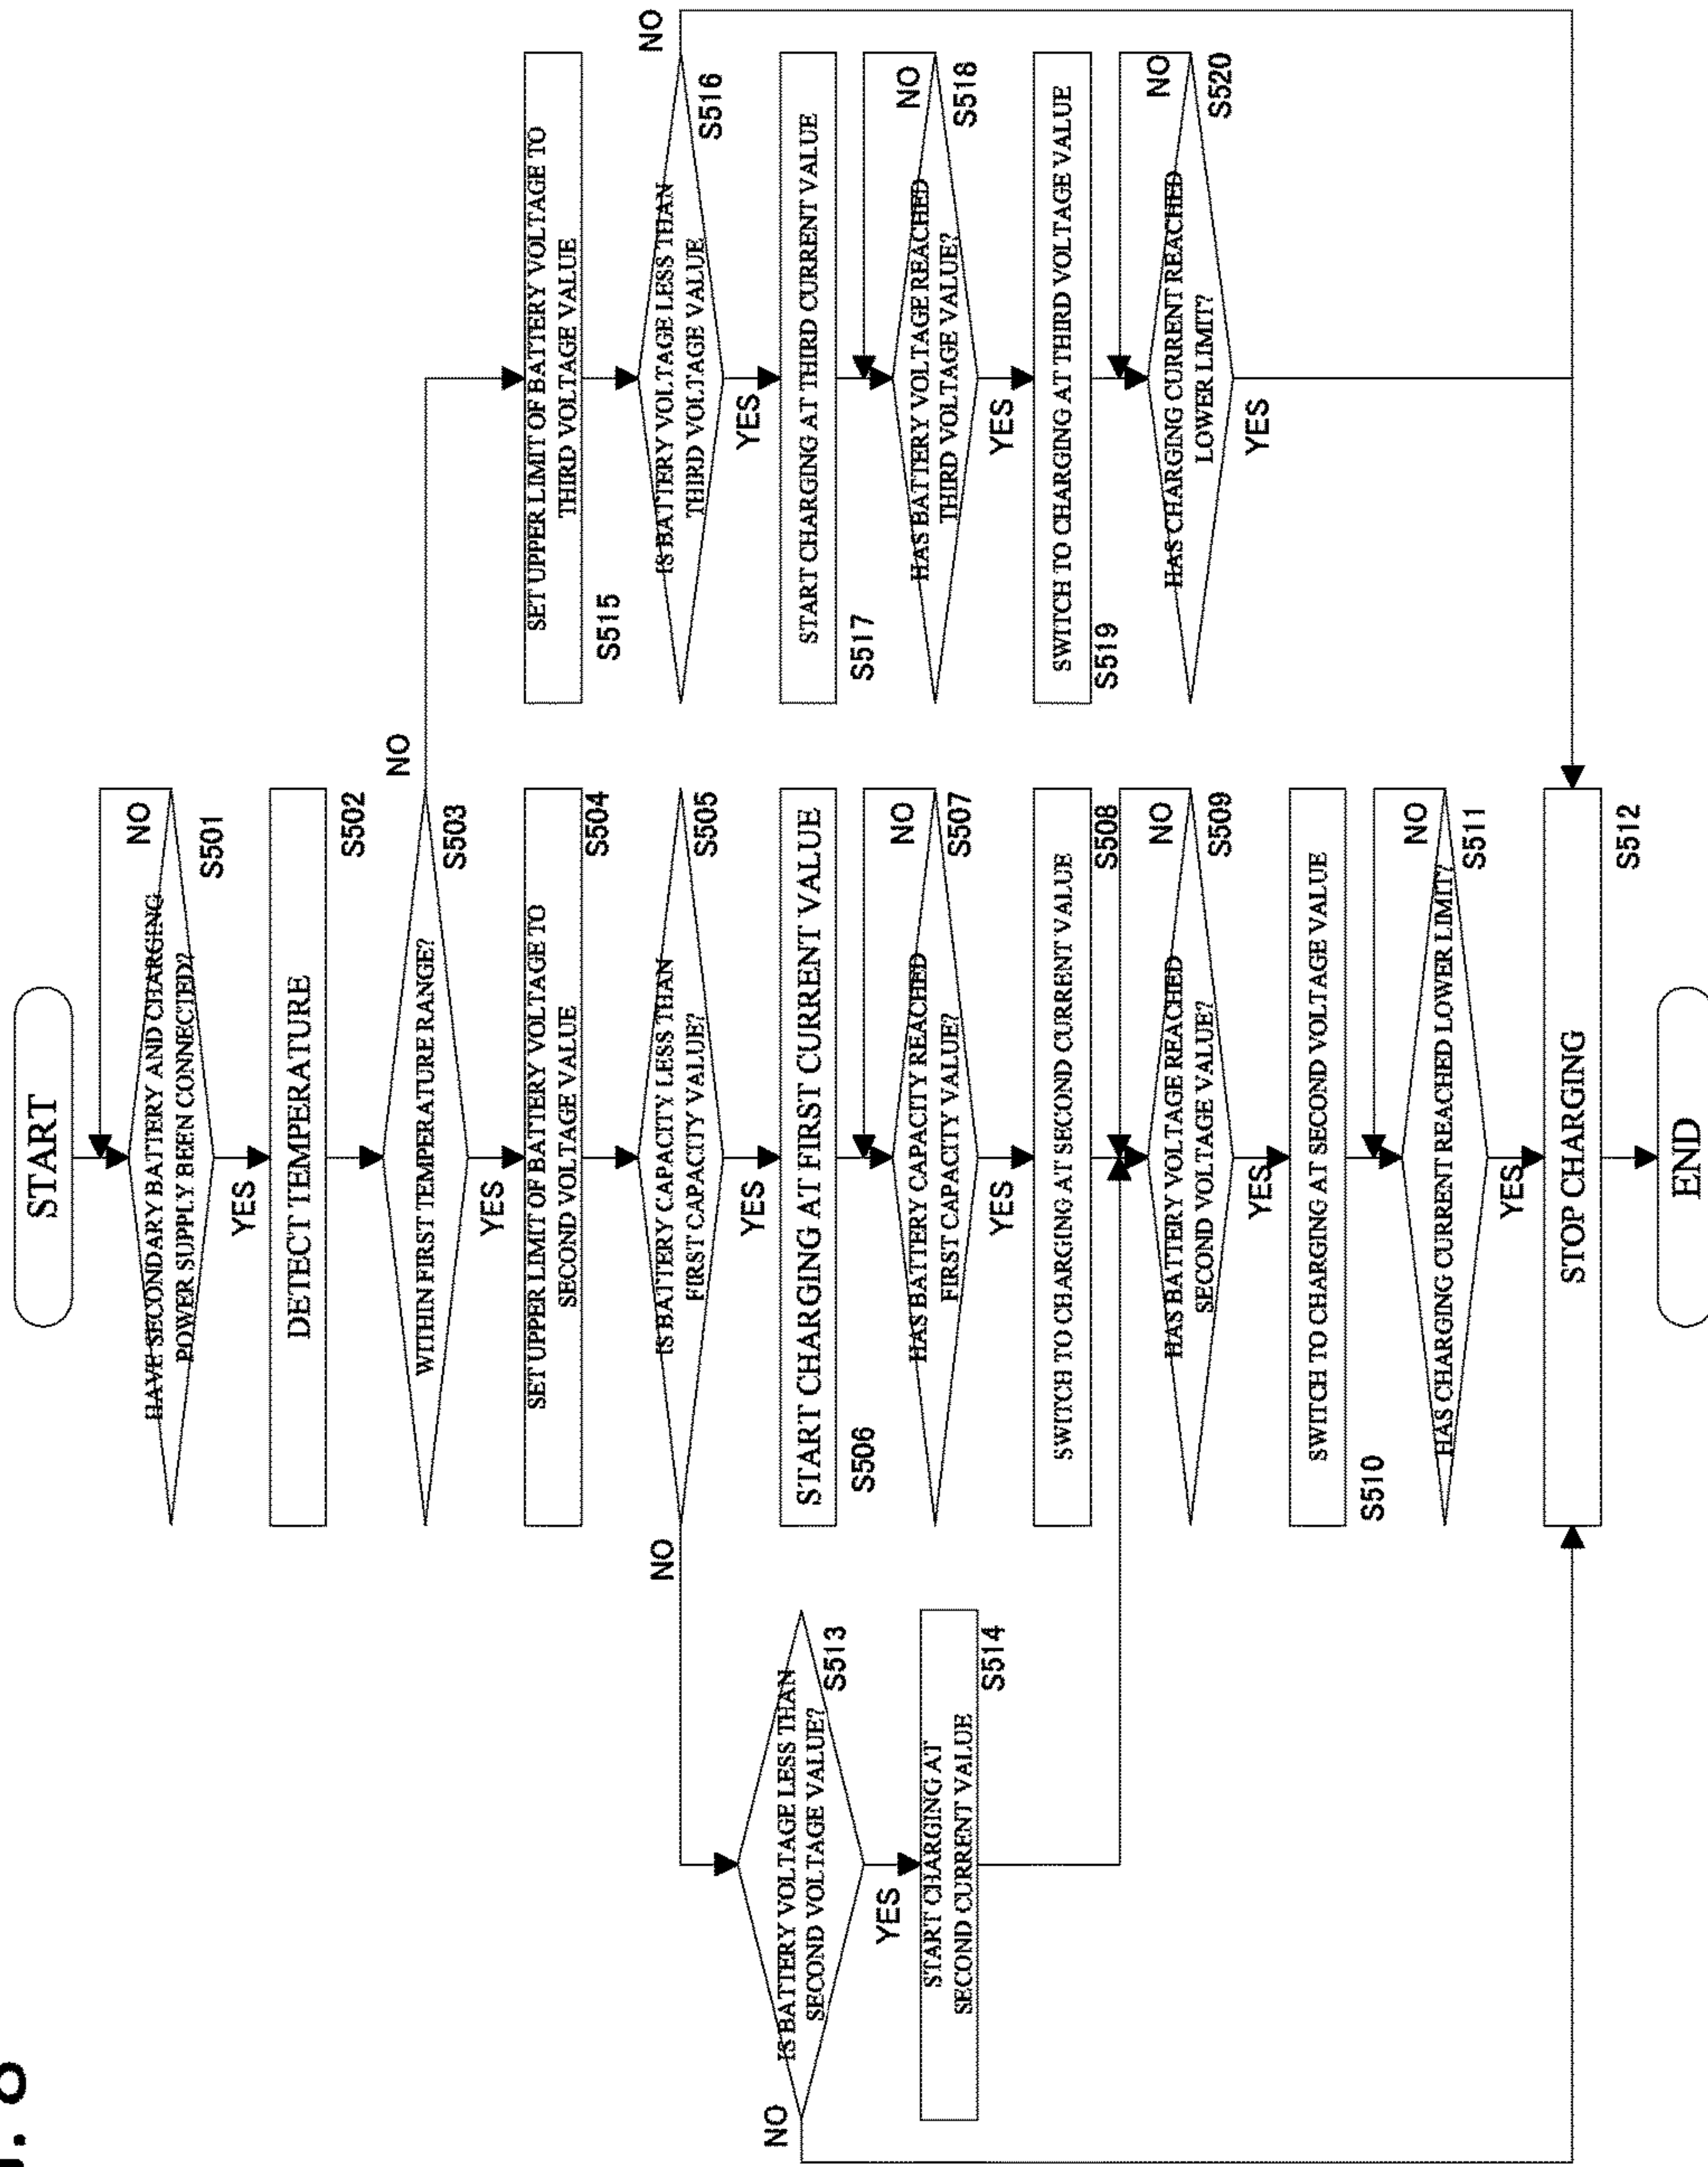 START
HAVE SECONDARY BATTERY AND CHARGING
POWER SUPPLY BEEN CONNECTED?
NO
S501
YES
DETECT TEMPERATURE
S502
WITHIN FIRST TEMPERATURE RANGE?
NO
S503
YES
SET UPPER LIMIT OF BATTERY VOLTAGE TO
SECOND VOLTAGE VALUE
S504
IS BATTERY CAPACITY LESS THAN
FIRST CAPACITY VALUE?
NO
S505
YES
START CHARGING AT FIRST CURRENT VALUE
S506
HAS BATTERY CAPACITY REACHED
FIRST CAPACITY VALUE?
NO
S507
YES
SWITCH TO CHARGING AT SECOND CURRENT VALUE
S508
HAS BATTERY VOLTAGE REACHED
SECOND VOLTAGE VALUE?
NO
S509
YES
SWITCH TO CHARGING AT SECOND VOLTAGE VALUE
S510
HAS CHARGING CURRENT REACHED LOWER LIMIT?
NO
S511
YES
STOP CHARGING
S512
END
IS BATTERY VOLTAGE LESS THAN
SECOND VOLTAGE VALUE?
NO
S513
YES
START CHARGING AT
SECOND CURRENT VALUE
S514
SET UPPER LIMIT OF BATTERY VOLTAGE TO
THIRD VOLTAGE VALUE
S515
IS BATTERY VOLTAGE LESS THAN
THIRD VOLTAGE VALUE
NO
S516
YES
START CHARGING AT THIRD CURRENT VALUE
S517
HAS BATTERY VOLTAGE REACHED
THIRD VOLTAGE VALUE?
NO
S518
YES
SWITCH TO CHARGING AT THIRD VOLTAGE VALUE
S519
HAS CHARGING CURRENT REACHED
LOWER LIMIT?
NO
S520
YES